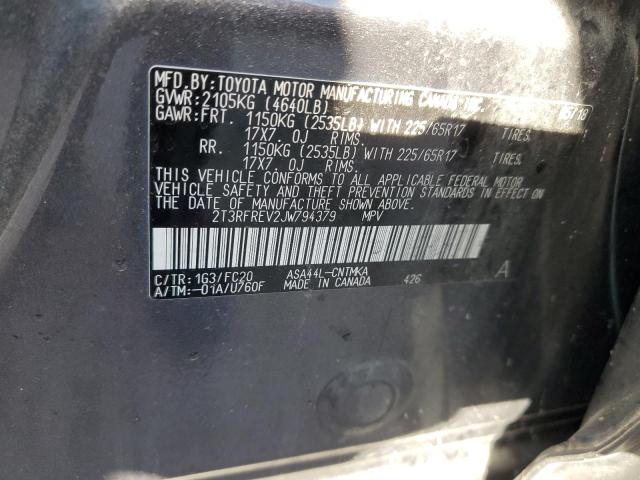 MFD. BY: TOYOTA MOTOR MANUFACTURING CANADA INC. 05/18
GVWR: 2105KG (4640LB)
GAWR: FRT. 1150KG (2535LB) WITH 225/65R17 TIRES,
17X7. 0J RIMS,
RR. 1150KG (2535LB) WITH 225/65R17 TIRES,
17X7. 0J RIMS.
THIS VEHICLE CONFORMS TO ALL APPLICABLE FEDERAL MOTOR
VEHICLE SAFETY AND THEFT PREVENTION STANDARDS IN EFFECT ON
THE DATE OF MANUFACTURE SHOWN ABOVE.
2T3RFREV2JW794379 MPV
C/TR: 1G3/FC20 ASA44L-CNTMKA A
A/TM: -01A/U760F MADE IN CANADA 426